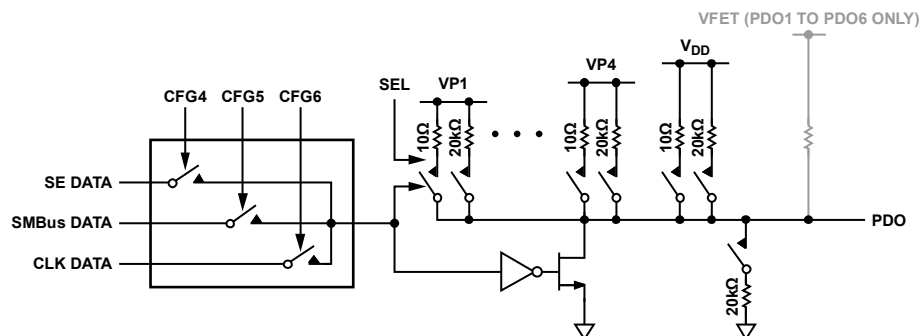 VFET (PDO1 TO PDO6 ONLY)
VDD
VP4
SEL VP1
CFG4 CFG5 CFG6
10Ω 20kΩ 10Ω 20kΩ 10Ω 20kΩ
SE DATA
SMBus DATA
PDO
CLK DATA
20kΩ